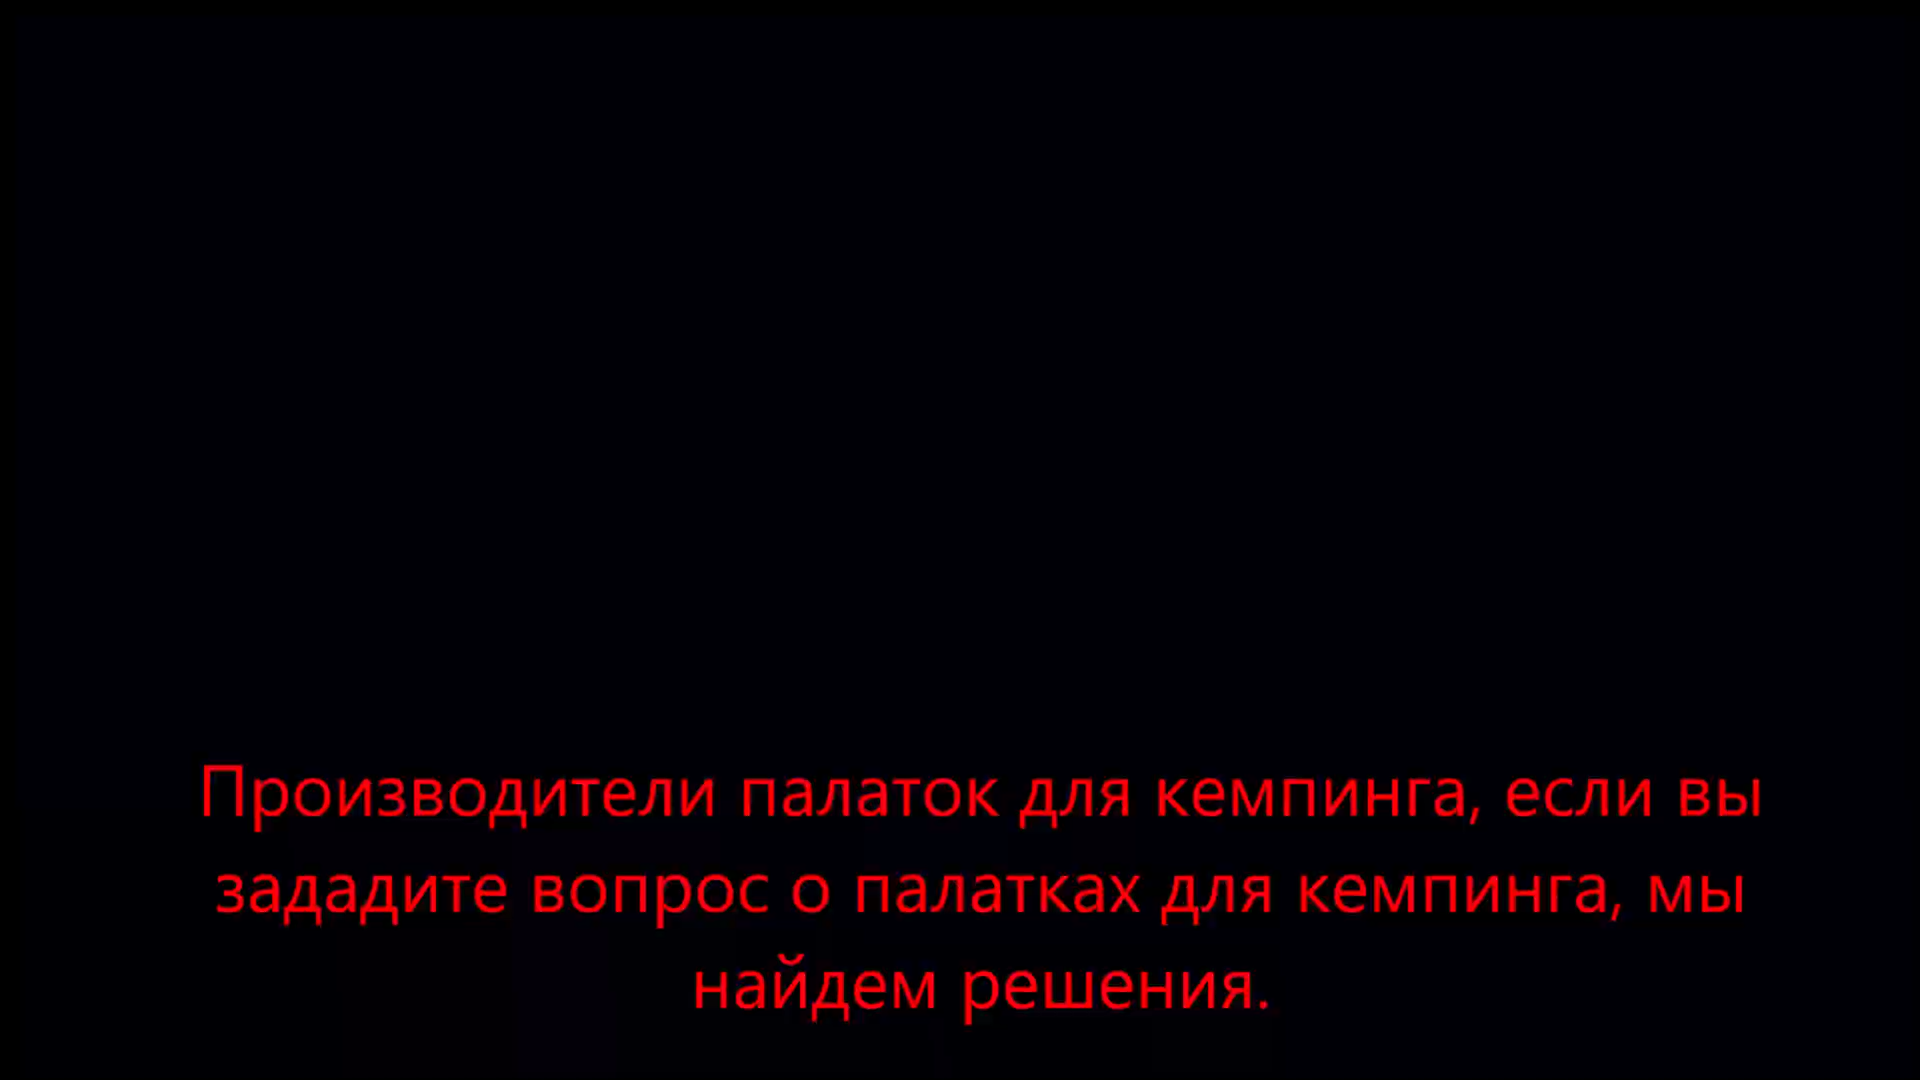 Производители палаток для кемпинга, если вы
зададите вопрос о палатках для кемпинга, мы
найдем решения.